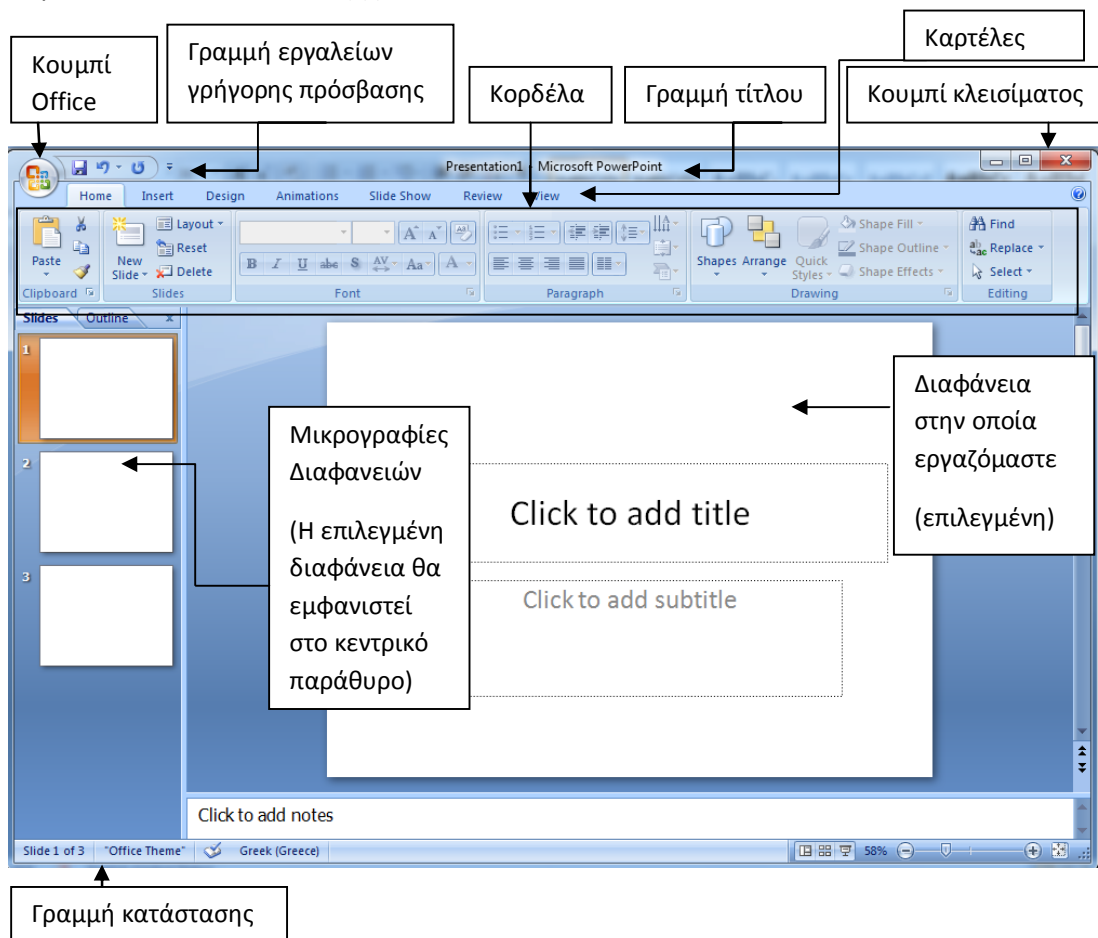 Κουμπί
Office
Γραμμή εργαλείων
γρήγορης πρόσβασης
Κορδέλα
Γραμμή τίτλου
Καρτέλες
Κουμπί κλεισίματος
Presentation1 - Microsoft PowerPoint
Home Insert Design Animations Slide Show Review View
Paste
New
Slide
Layout
Reset
Delete
B I U abc S AV Aa A
Shapes Arrange Quick
Styles
Shape Fill
Shape Outline
Shape Effects
Find
Replace
Select
Clipboard Slides Font Paragraph Drawing Editing
Slides Outline x
1
2
3
Μικρογραφίες
Διαφανειών
(Η επιλεγμένη
διαφάνεια θα
εμφανιστεί
στο κεντρικό
παράθυρο)
Διαφάνεια
στην οποία
εργαζόμαστε
(επιλεγμένη)
Click to add title
Click to add subtitle
Click to add notes
Slide 1 of 3 "Office Theme" Greek (Greece) 58%
Γραμμή κατάστασης